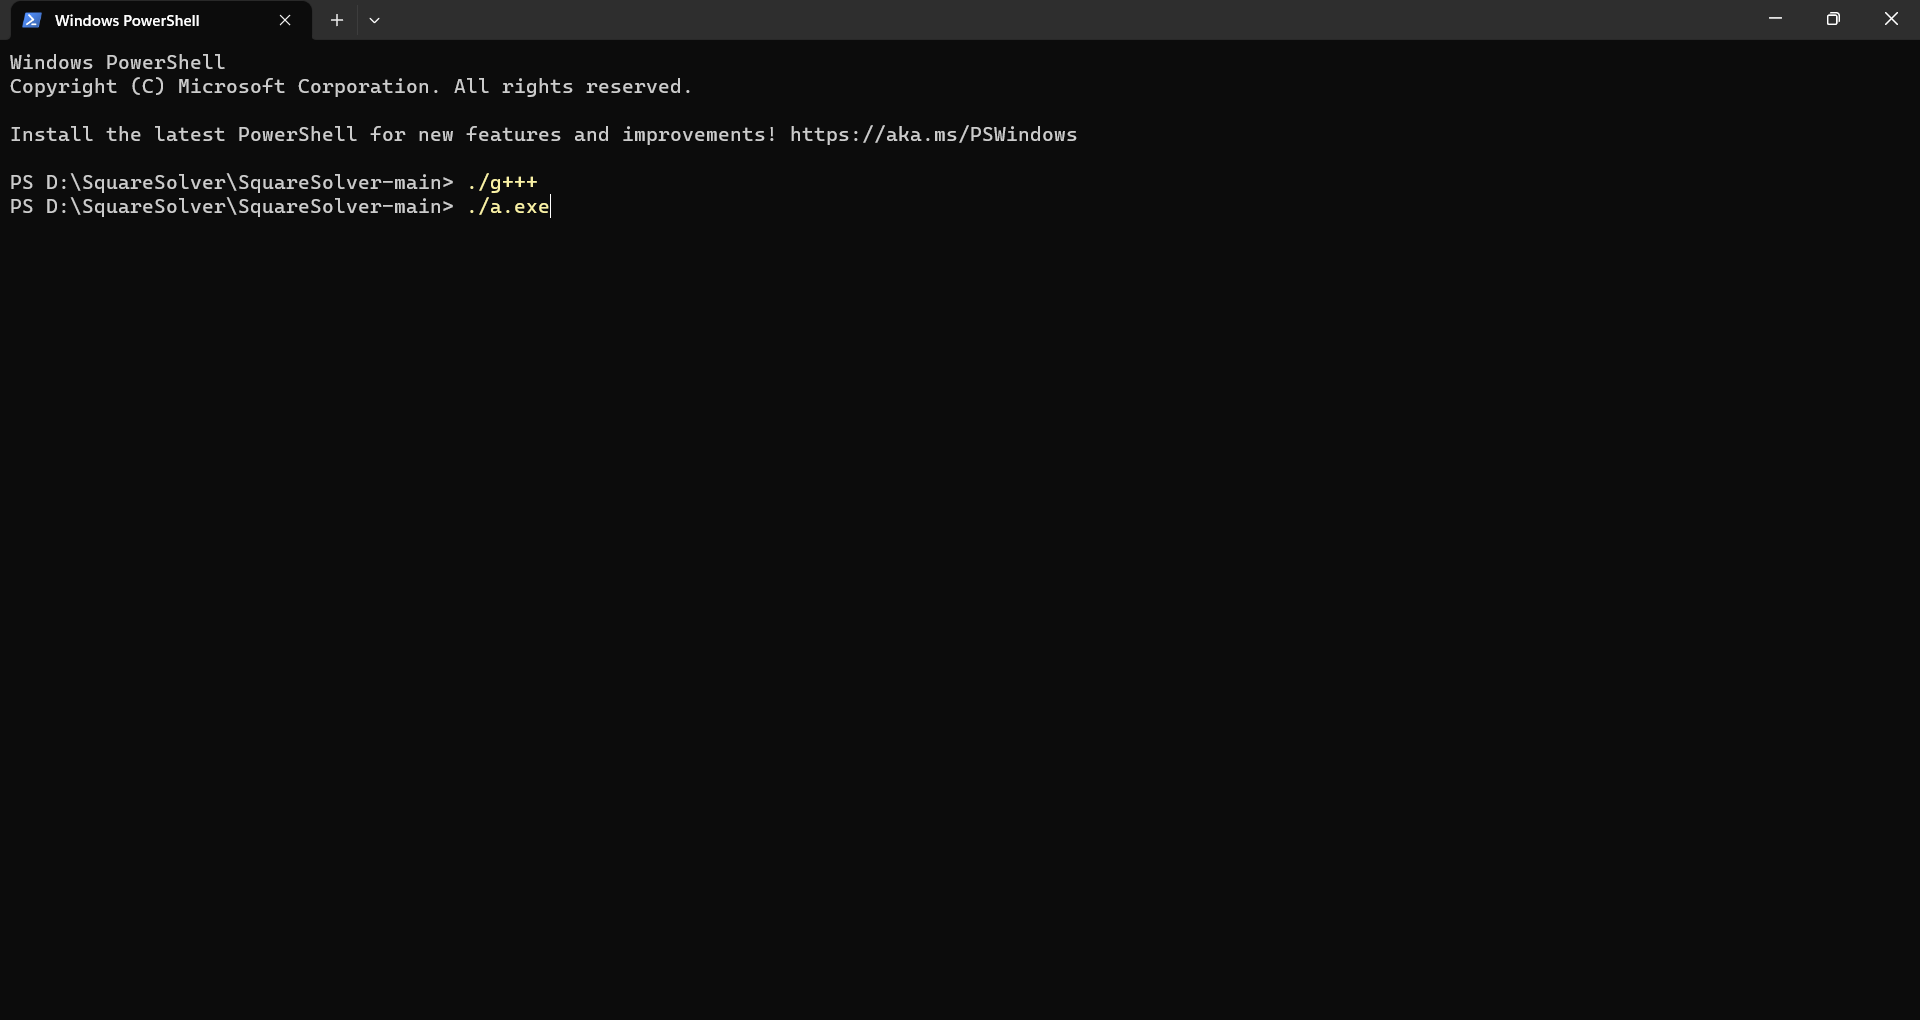 Windows PowerShell
Windows PowerShell
Copyright (C) Microsoft Corporation. All rights reserved.
Install the latest PowerShell for new features and improvements! https://aka.ms/PSWindows
PS D:\SquareSolver\SquareSolver-main> ./g+++
PS D:\SquareSolver\SquareSolver-main> ./a.exe